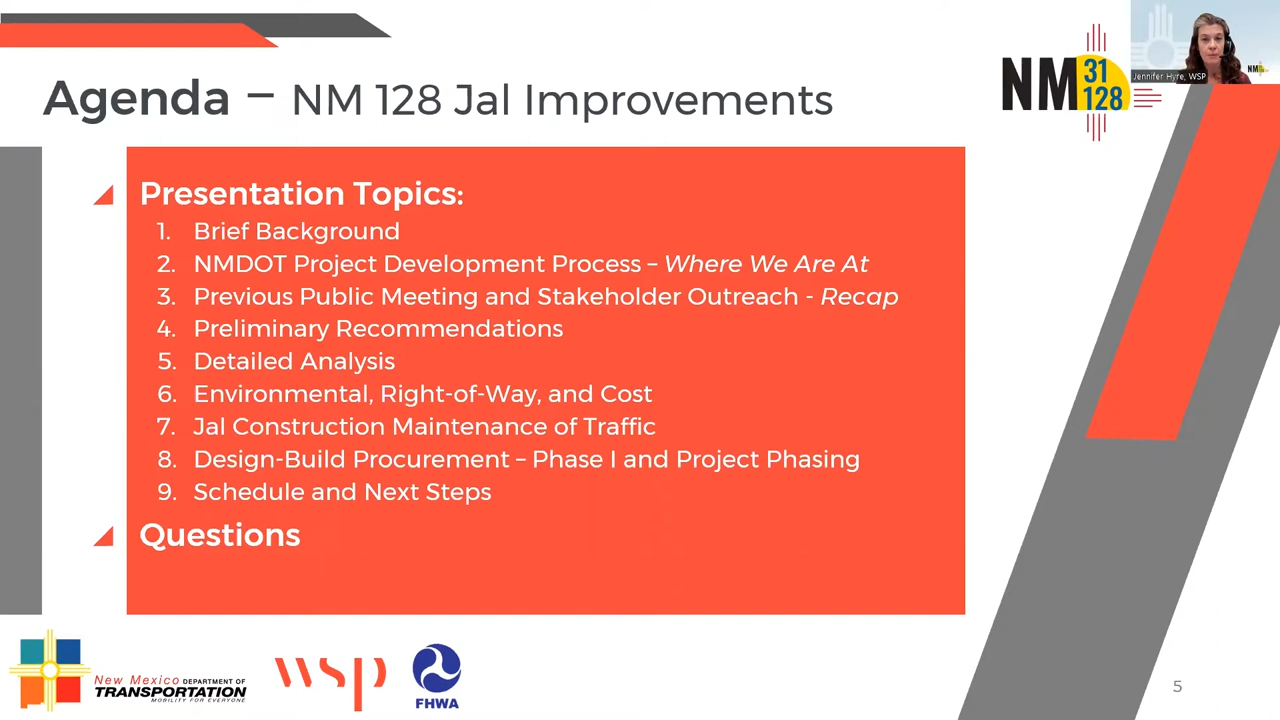 Agenda – NM 128 Jal Improvements
NM 31 128
Jennifer Hyre, WSP
Presentation Topics:
1. Brief Background
2. NMDOT Project Development Process – Where We Are At
3. Previous Public Meeting and Stakeholder Outreach - Recap
4. Preliminary Recommendations
5. Detailed Analysis
6. Environmental, Right-of-Way, and Cost
7. Jal Construction Maintenance of Traffic
8. Design-Build Procurement – Phase I and Project Phasing
9. Schedule and Next Steps
Questions
New Mexico DEPARTMENT OF
TRANSPORTATION
MOBILITY FOR EVERYONE
wsp
FHWA
5